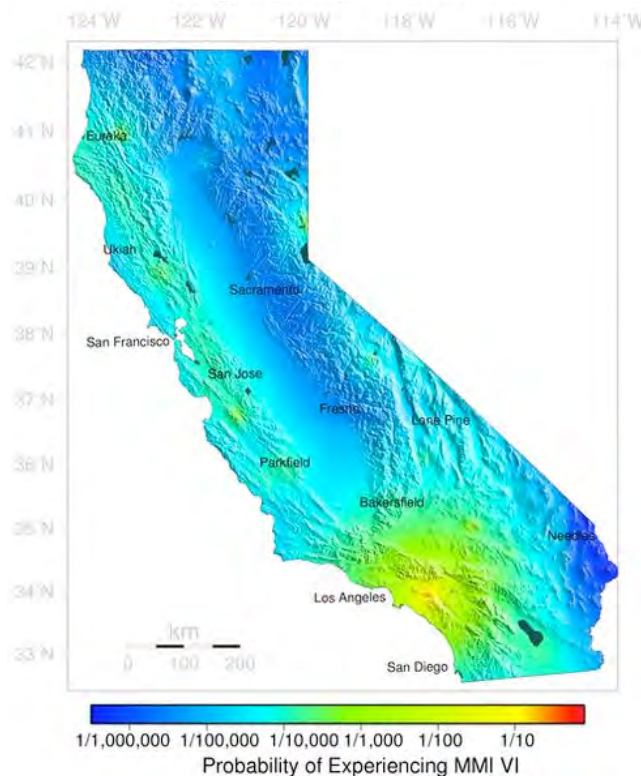 122°W 120°W 118°W 116°W 114°W
42°N
41°N
Eureka
40°N
Ukiah
39°N
Sacramento
38°N
San Francisco
San Jose
37°N
Fresno
Lone Pine
36°N
Parkfield
Bakersfield
35°N
Needles
34°N
Los Angeles
km
0 100 200
33°N
San Diego
1/1,000,000 1/100,000 1/10,000 1/1,000 1/100 1/10
Probability of Experiencing MMI VI